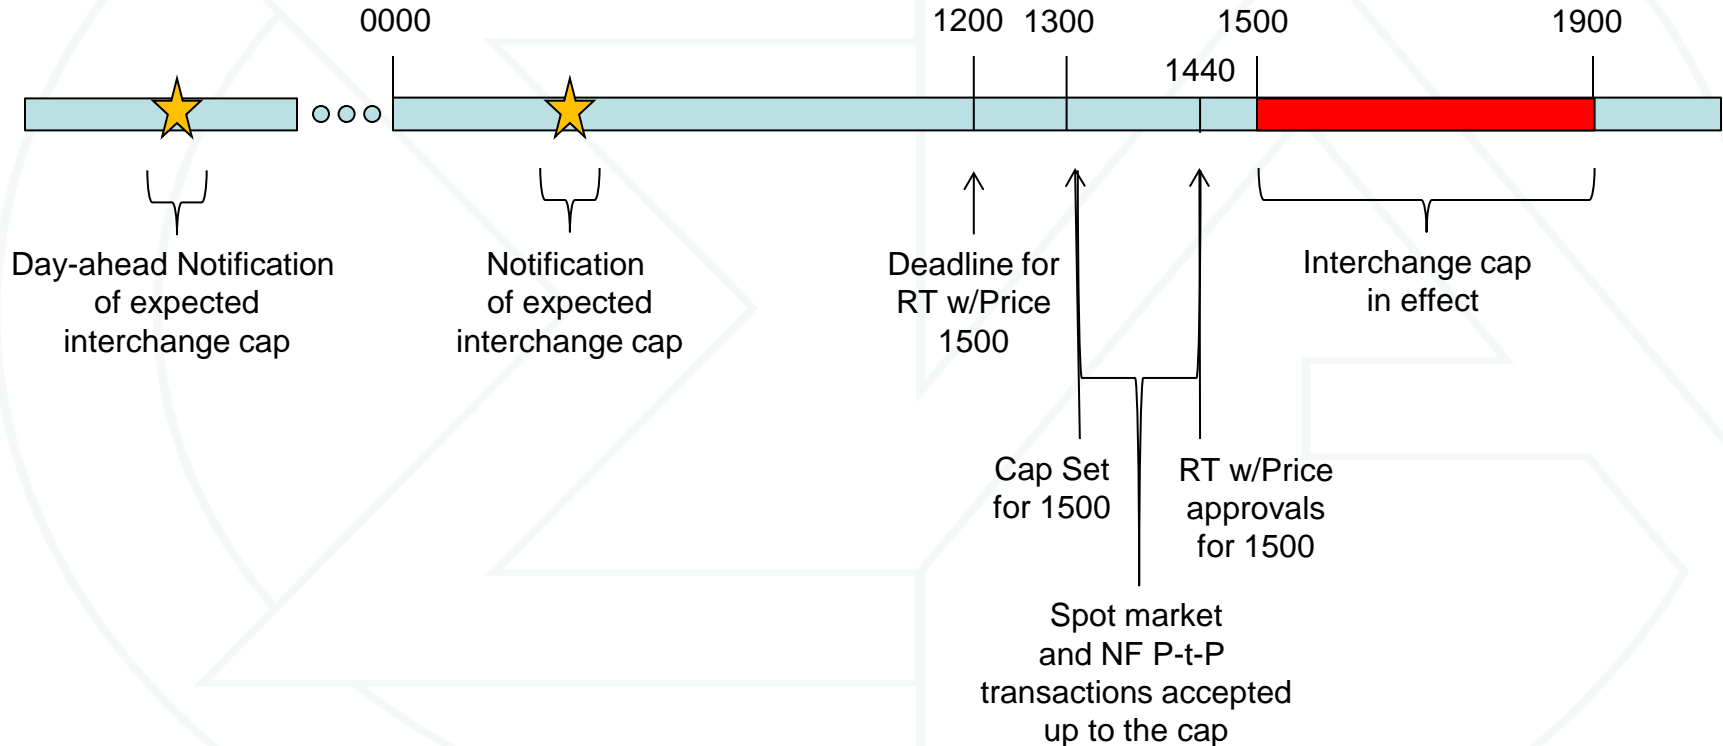 0000
1200
1300
1500
1900
1440
Day-ahead Notification
of expected
interchange cap
Notification
of expected
interchange cap
Deadline for
RT w/Price
1500
Interchange cap
in effect
Cap Set
for 1500
RT w/Price
approvals
for 1500
Spot market
and NF P-t-P
transactions accepted
up to the cap